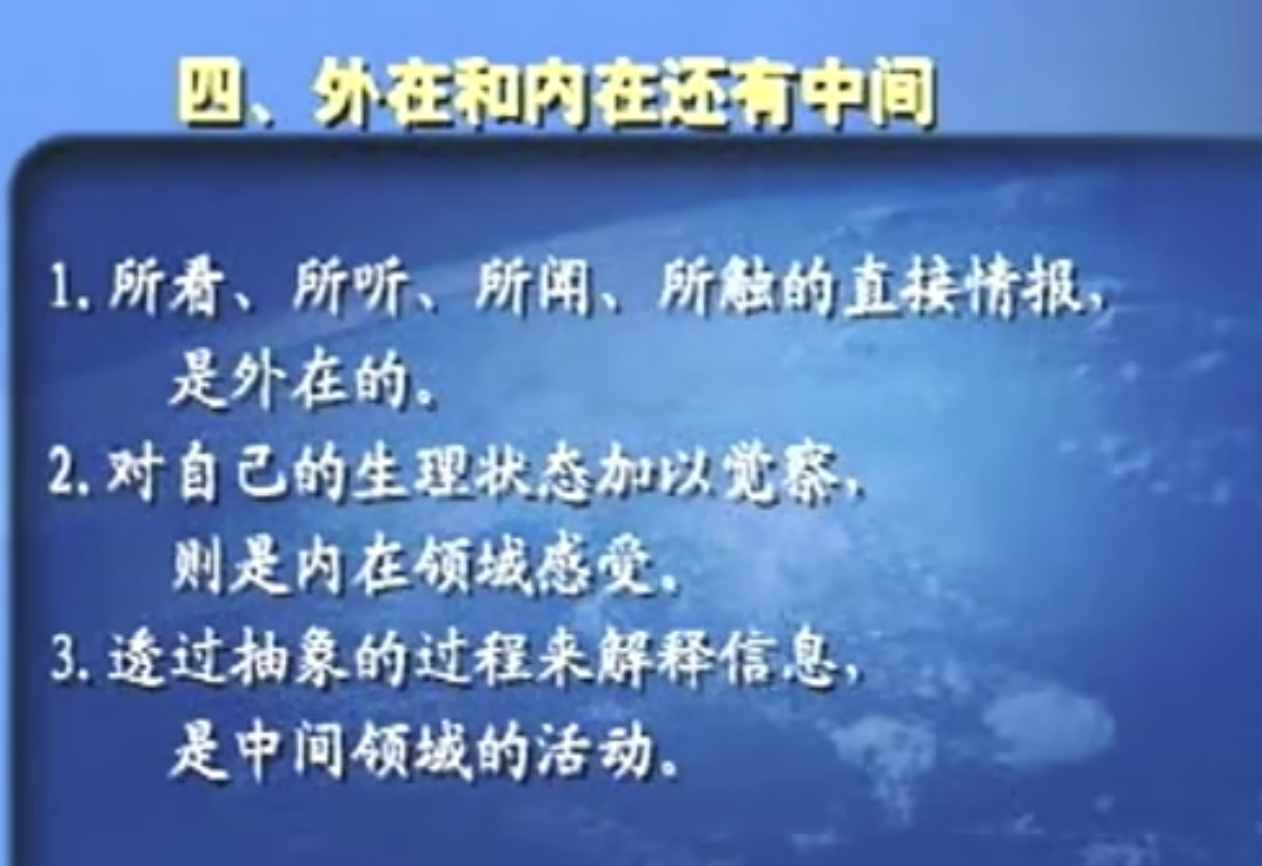 四、外在和内在还有中间
1.所看、所听、所闻、所触的直接情报，
是外在的。
2.对自己的生理状态加以觉察，
则是内在领域感受。
3.透过抽象的过程来解释信息，
是中间领域的活动。